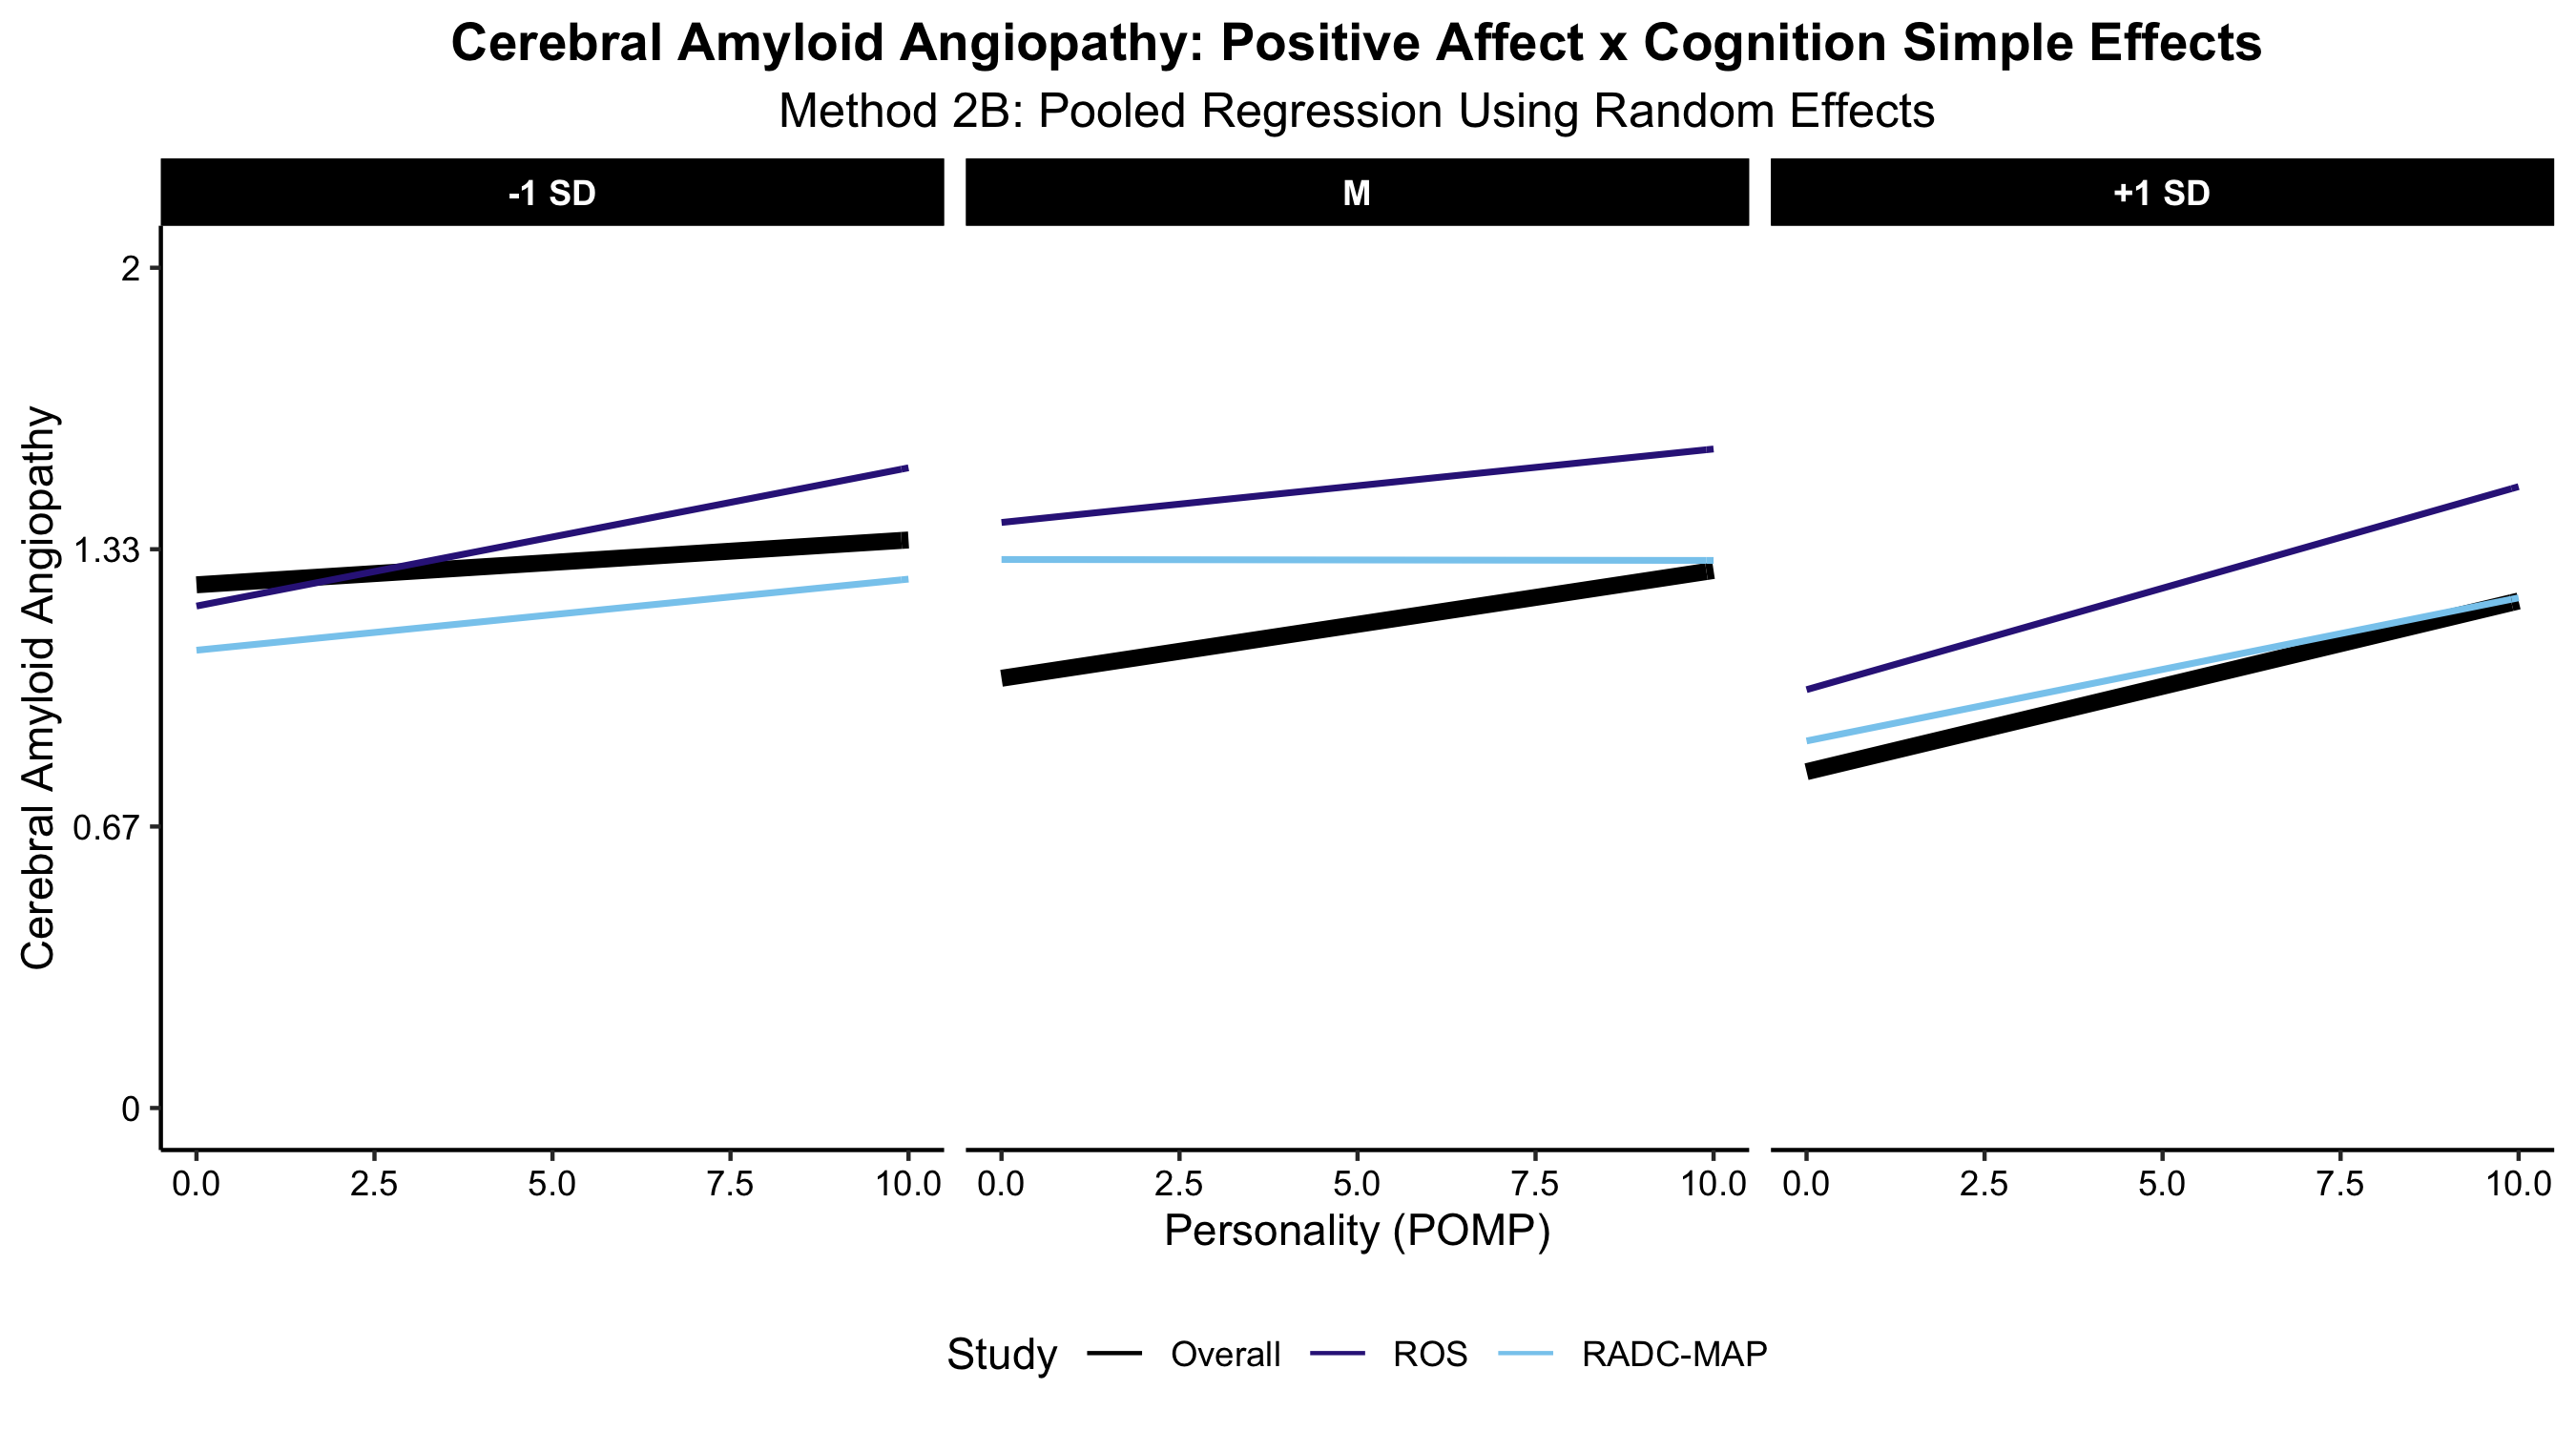 Cerebral Amyloid Angiopathy: Positive Affect x Cognition Simple Effects
Method 2B: Pooled Regression Using Random Effects
-1 SD
M
+1 SD
Cerebral Amyloid Angiopathy
2
1.33
0.67
0
0.0 2.5 5.0 7.5 10.0
0.0 2.5 5.0 7.5 10.0
0.0 2.5 5.0 7.5 10.0
Personality (POMP)
Study Overall ROS RADC-MAP